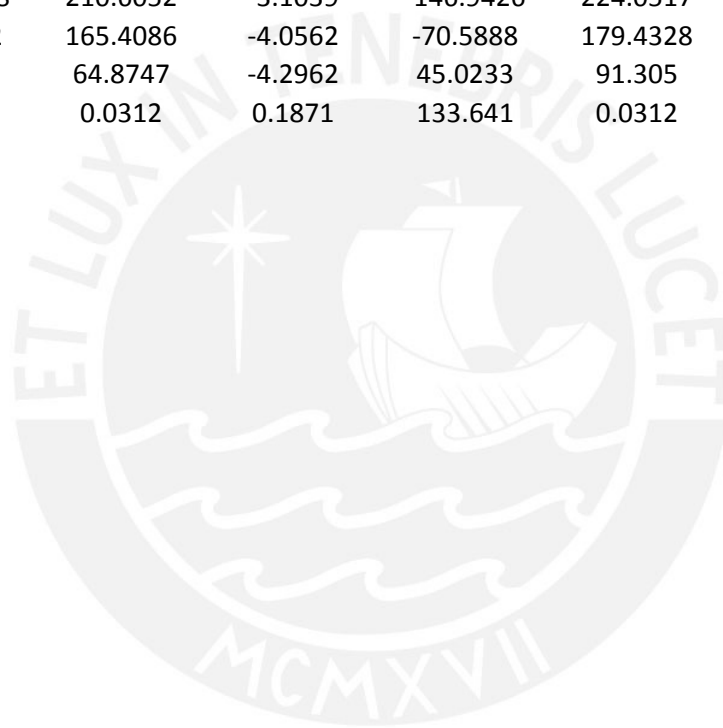 165.4086 -4.0562 -70.5888 179.4328
64.8747 -4.2962 45.0233 91.305
0.0312 0.1871 133.641 0.0312
ET LUX IN TENEBRIS LUCET
MCMXVII